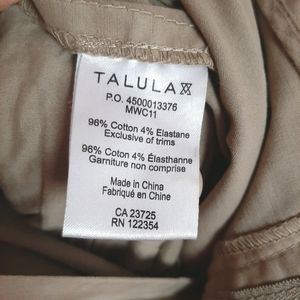 TALULA
P.O. 4500013376
MWC11
96% Cotton 4% Elastane
Exclusive of trims
96% Coton 4% Élasthanne
Garniture non comprise
Made in China
Fabriqué en Chine
CA 23725
RN 122354